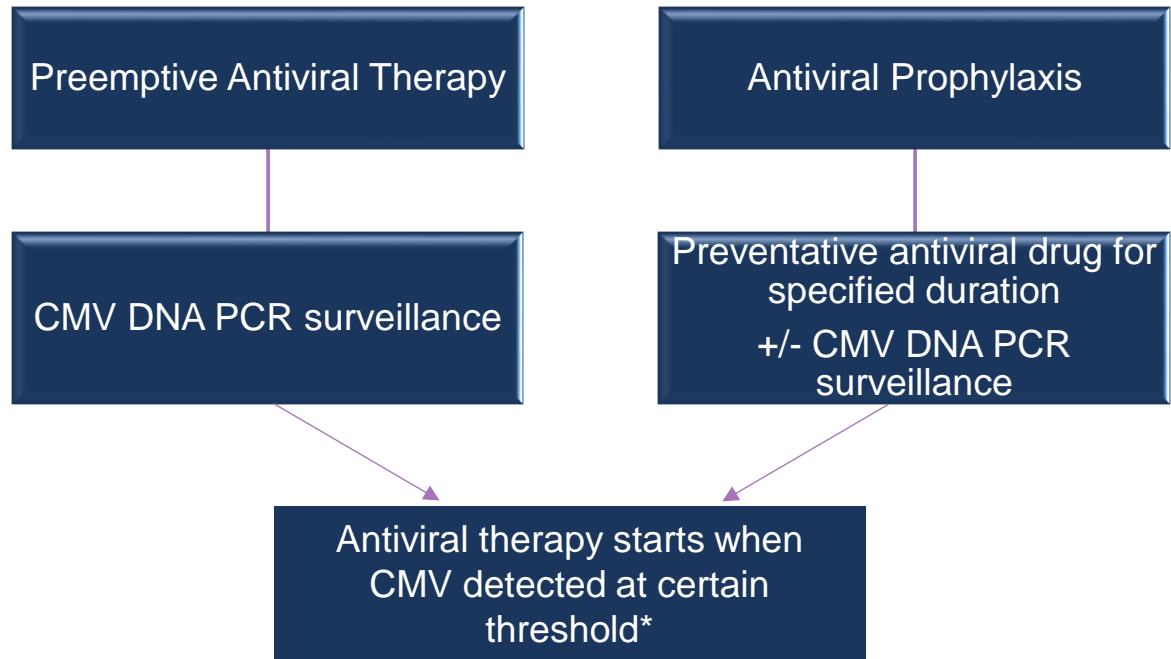 Preemptive Antiviral Therapy
Antiviral Prophylaxis
CMV DNA PCR surveillance
Preventative antiviral drug for
specified duration
+/- CMV DNA PCR
surveillance
Antiviral therapy starts when
CMV detected at certain
threshold*